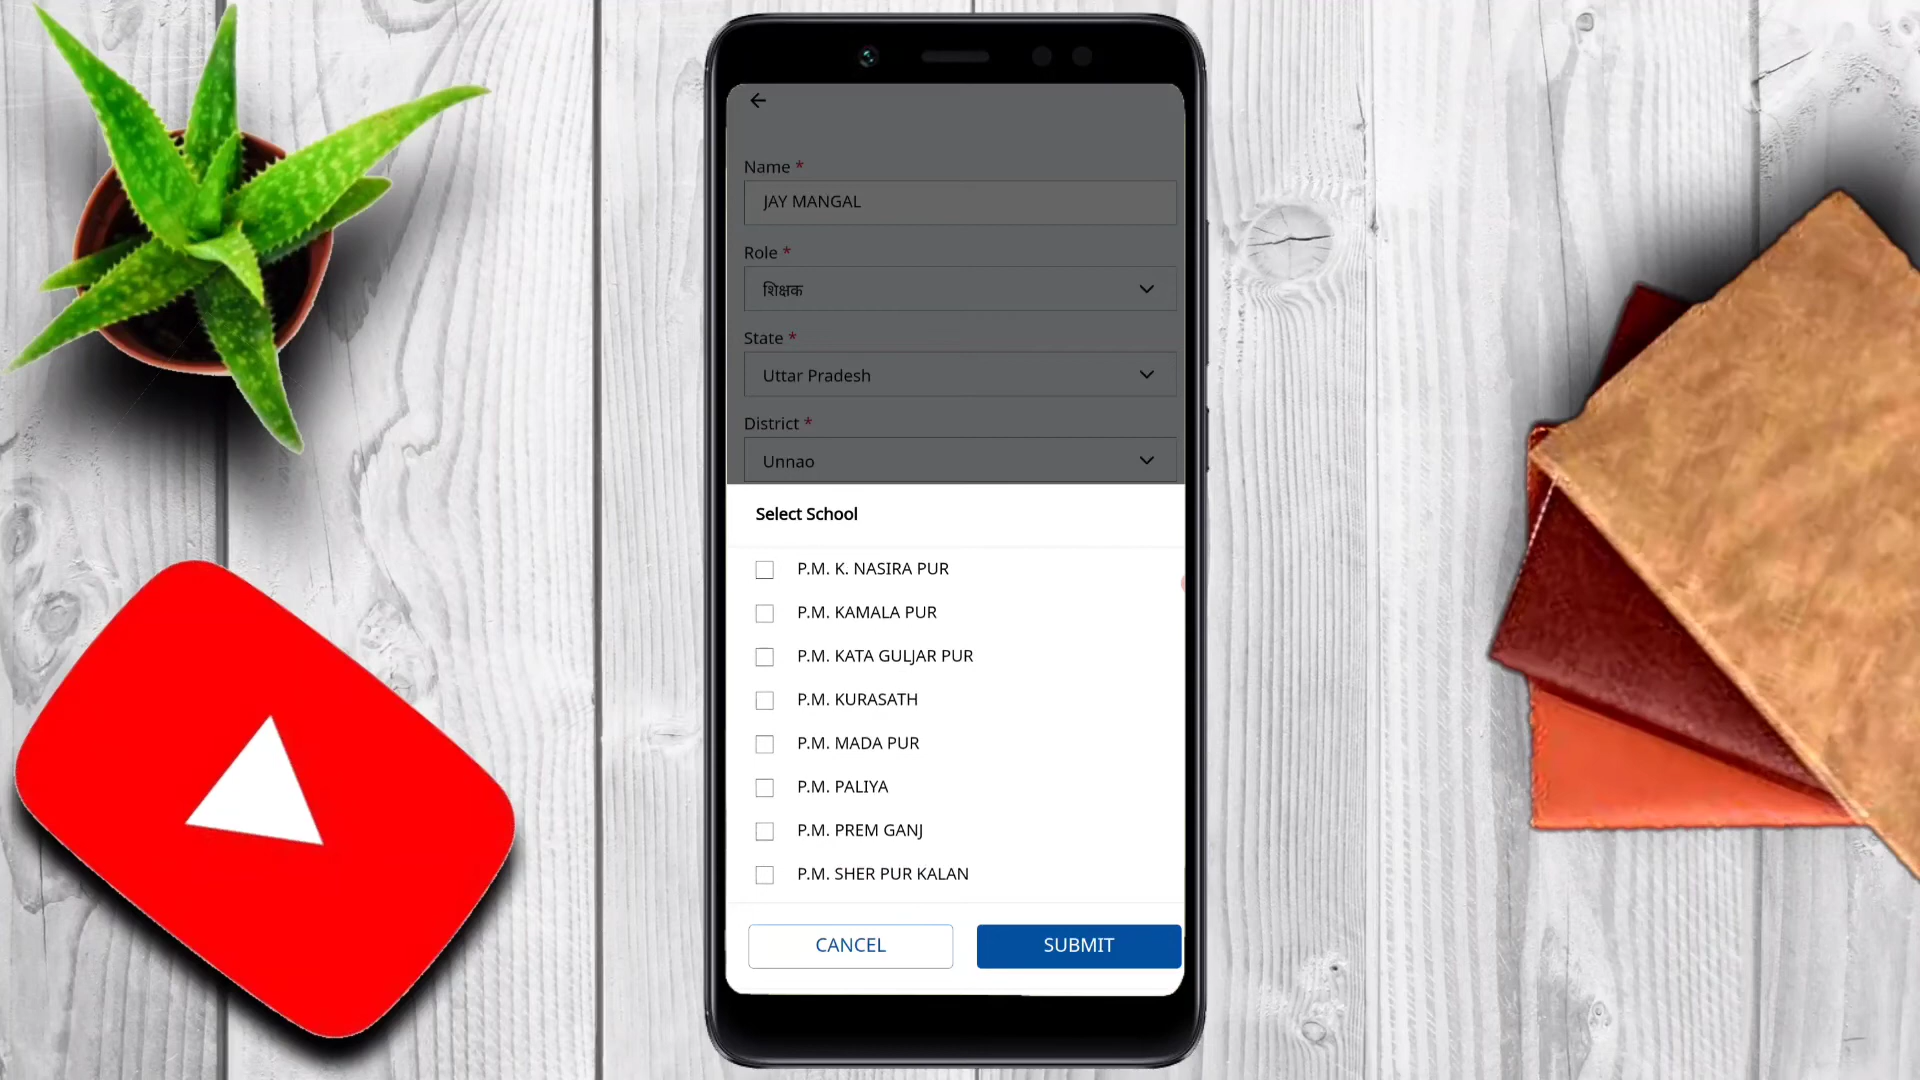 Name *
JAY MANGAL
Role *
शिक्षक
State *
Uttar Pradesh
District *
Unnao
Select School
P.M. K. NASIRA PUR
P.M. KAMALA PUR
P.M. KATA GULJAR PUR
P.M. KURASATH
P.M. MADA PUR
P.M. PALIYA
P.M. PREM GANJ
P.M. SHER PUR KALAN
CANCEL
SUBMIT